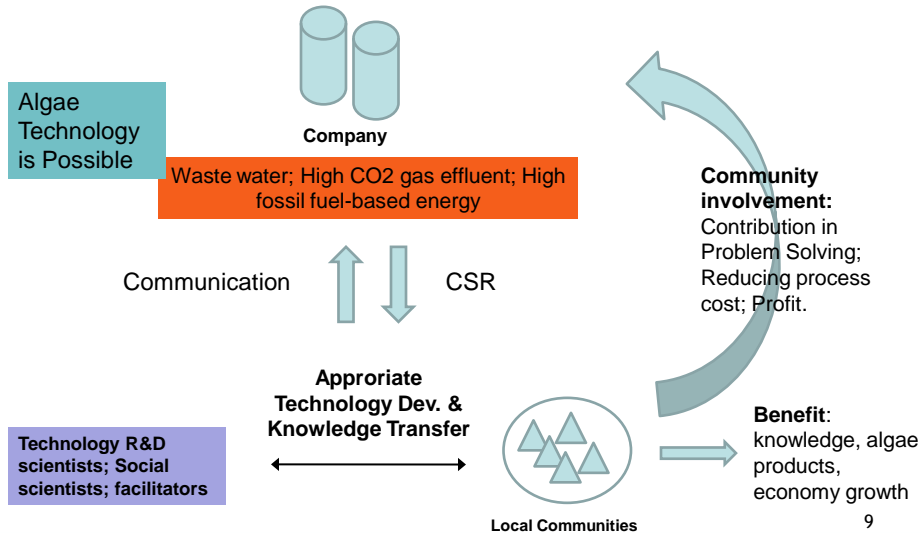 Algae
Technology
is Possible
Company
Waste water; High CO2 gas effluent; High
fossil fuel-based energy
Community
involvement:
Contribution in
Problem Solving;
Reducing process
cost; Profit.
Communication
CSR
Approriate
Technology Dev. &
Knowledge Transfer
Technology R&D
scientists; Social
scientists; facilitators
Benefit:
knowledge, algae
products,
economy growth
Local Communities
9